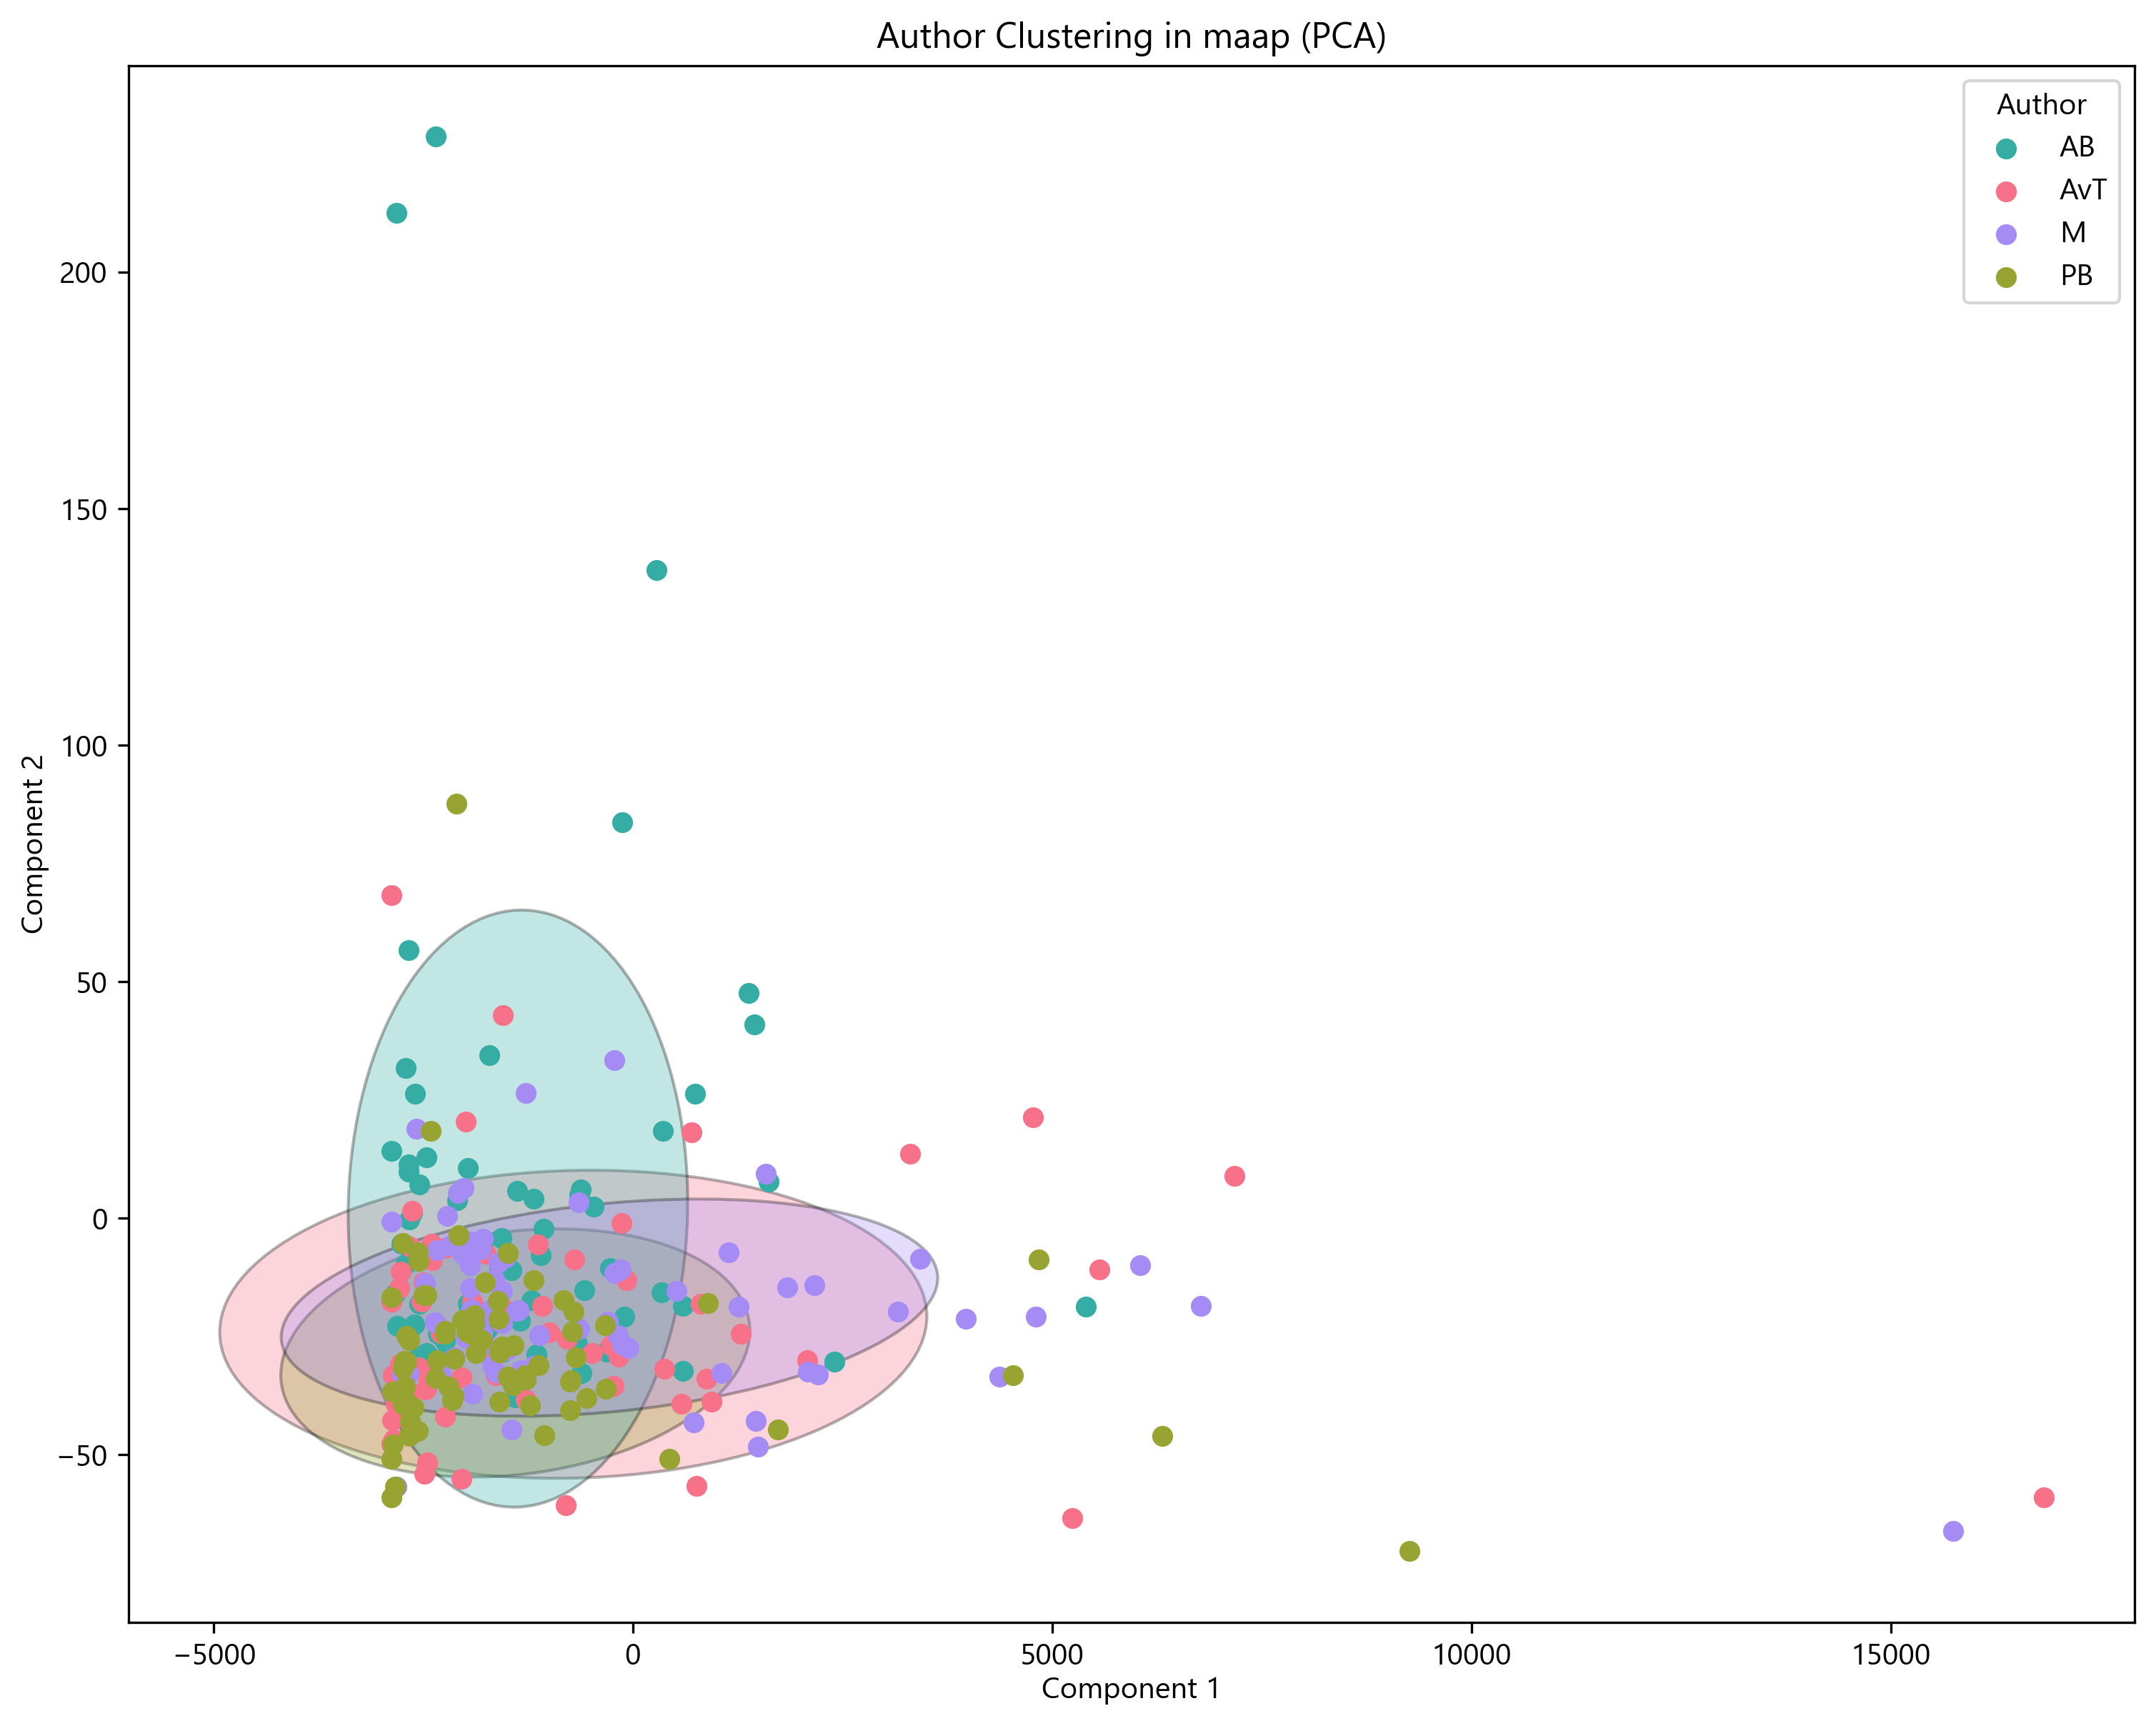 Author Clustering in maap (PCA)
Author
AB
AvT
M
PB
Component 2
200
150
100
50
0
−50
−5000
0
5000
10000
15000
Component 1